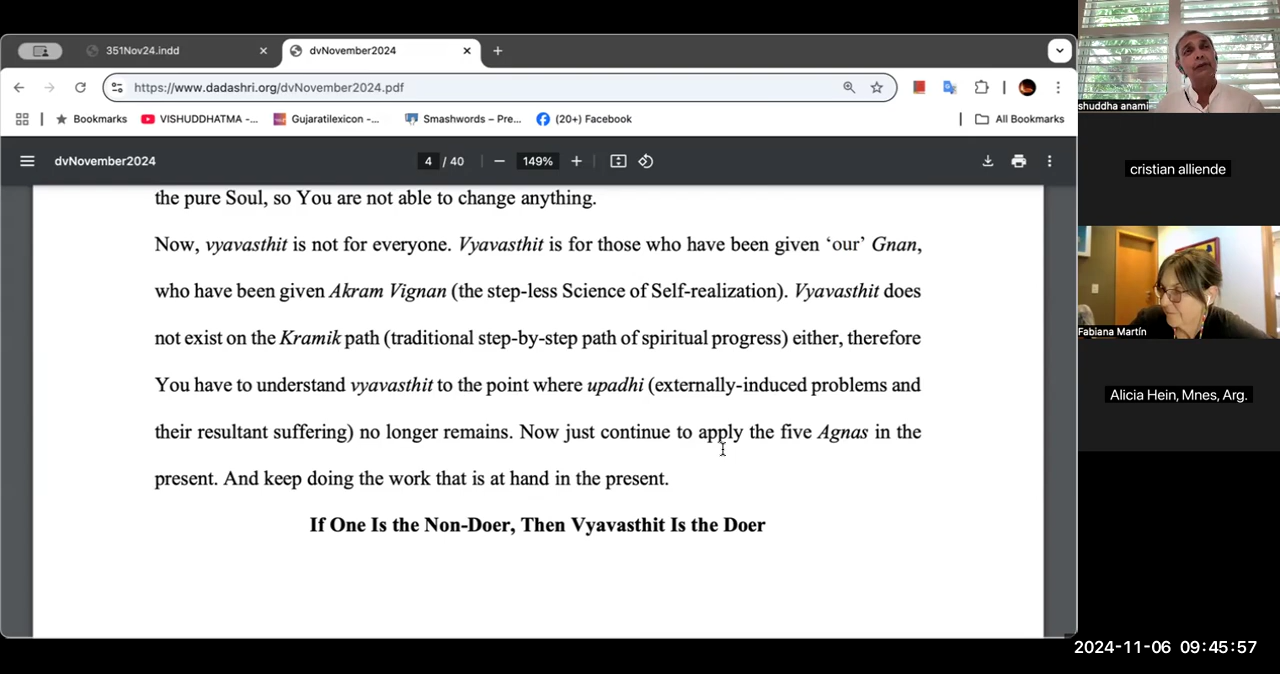 351Nov24.indd
dvNovember2024
https://www.dadashri.org/dvNovember2024.pdf
Bookmarks
VISHUDDHATMA -...
Gujaratilexicon -...
Smashwords – Pre...
(20+) Facebook
All Bookmarks
dvNovember2024
4 / 40
149%
the pure Soul, so You are not able to change anything.
Now, vyavasthit is not for everyone. Vyavasthit is for those who have been given ‘our’ Gnan,
who have been given Akram Vignan (the step-less Science of Self-realization). Vyavasthit does
not exist on the Kramik path (traditional step-by-step path of spiritual progress) either, therefore
You have to understand vyavasthit to the point where upadhi (externally-induced problems and
their resultant suffering) no longer remains. Now just continue to apply the five Agnas in the
present. And keep doing the work that is at hand in the present.
If One Is the Non-Doer, Then Vyavasthit Is the Doer
shuddha anami
cristian alliende
Fabiana Martín
Alicia Hein, Mnes, Arg.
2024-11-06 09:45:57